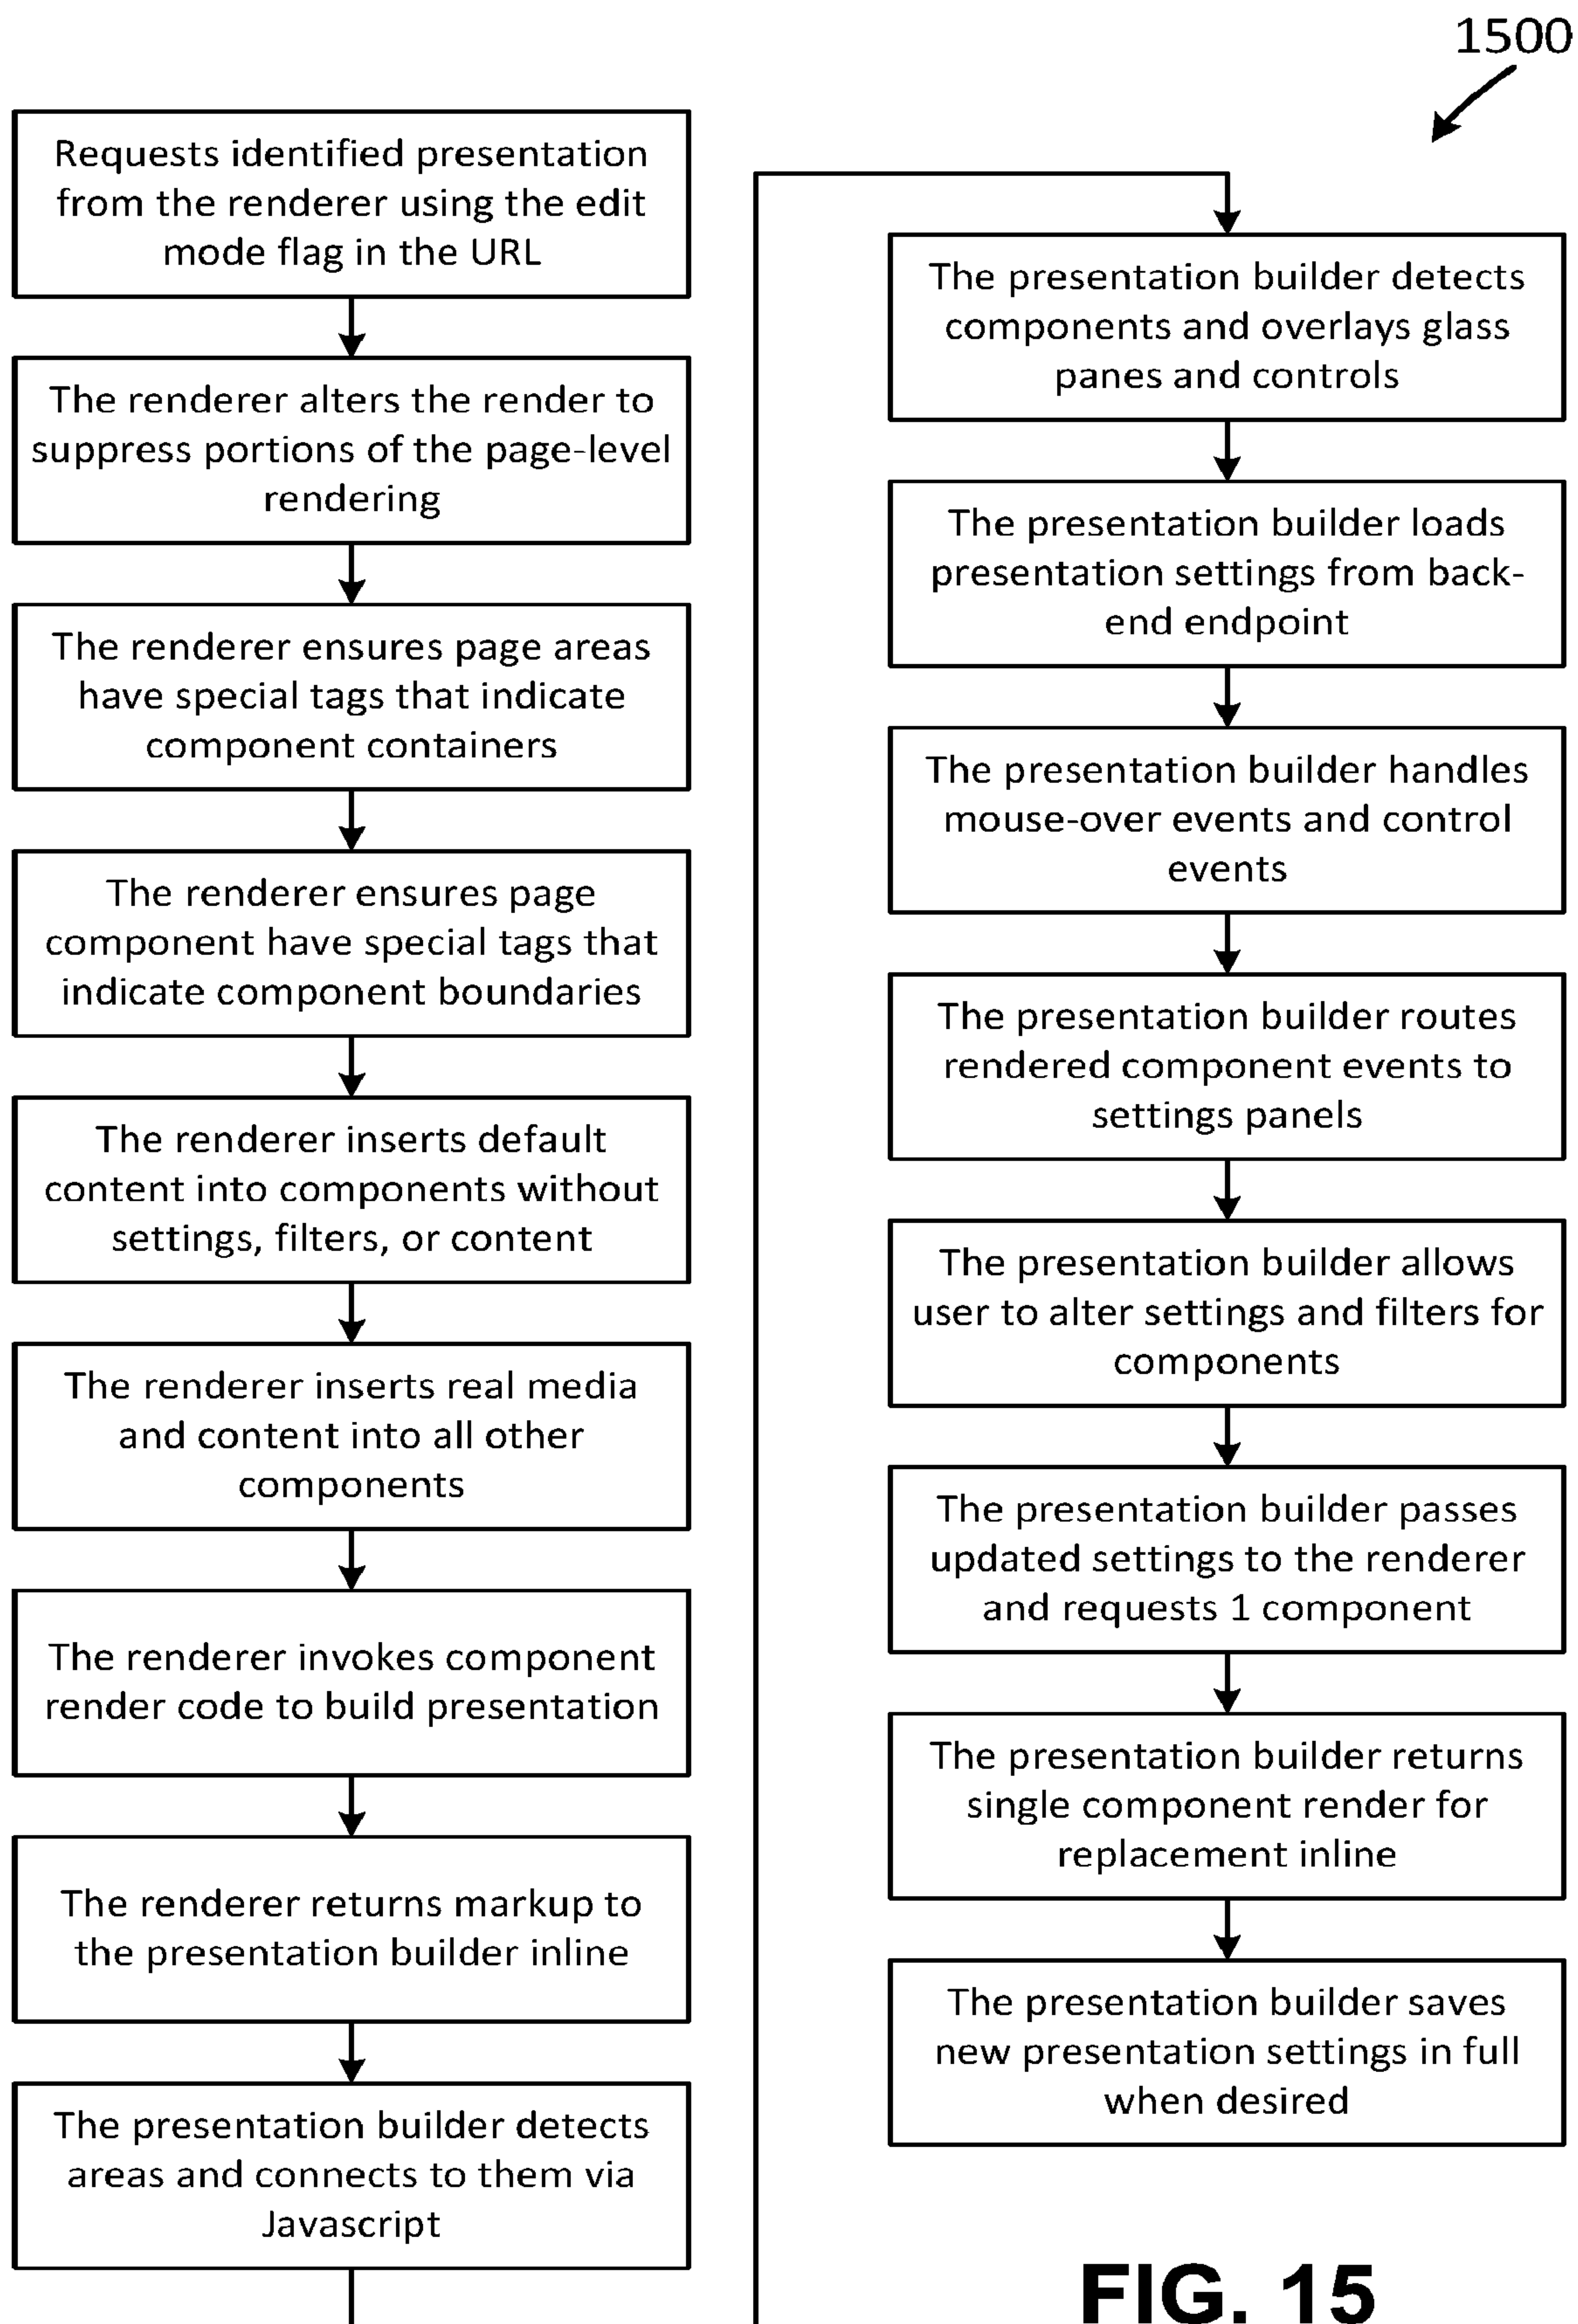 1500
Requests identified presentation
from the renderer using the edit
mode flag in the URL
The renderer alters the render to
suppress portions of the page-level
rendering
The renderer ensures page areas
have special tags that indicate
component containers
The renderer ensures page
component have special tags that
indicate component boundaries
The renderer inserts default
content into components without
settings, filters, or content
The renderer inserts real media
and content into all other
components
The renderer invokes component
render code to build presentation
The renderer returns markup to
the presentation builder inline
The presentation builder detects
areas and connects to them via
Javascript
The presentation builder detects
components and overlays glass
panes and controls
The presentation builder loads
presentation settings from back-
end endpoint
The presentation builder handles
mouse-over events and control
events
The presentation builder routes
rendered component events to
settings panels
The presentation builder allows
user to alter settings and filters for
components
The presentation builder passes
updated settings to the renderer
and requests 1 component
The presentation builder returns
single component render for
replacement inline
The presentation builder saves
new presentation settings in full
when desired
FIG. 15